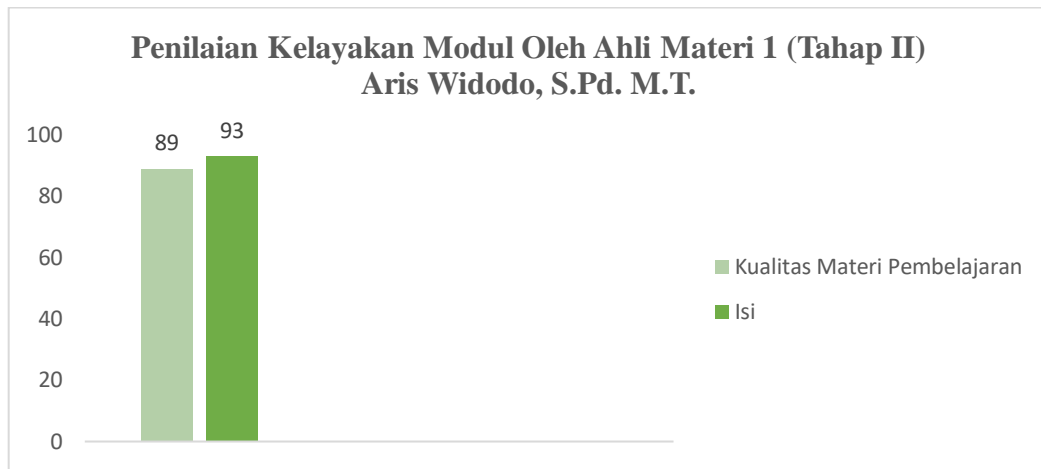 Penilaian Kelayakan Modul Oleh Ahli Materi 1 (Tahap II)
Aris Widodo, S.Pd. M.T.
100
80
60
40
20
0
89
93
Kualitas Materi Pembelajaran
Isi